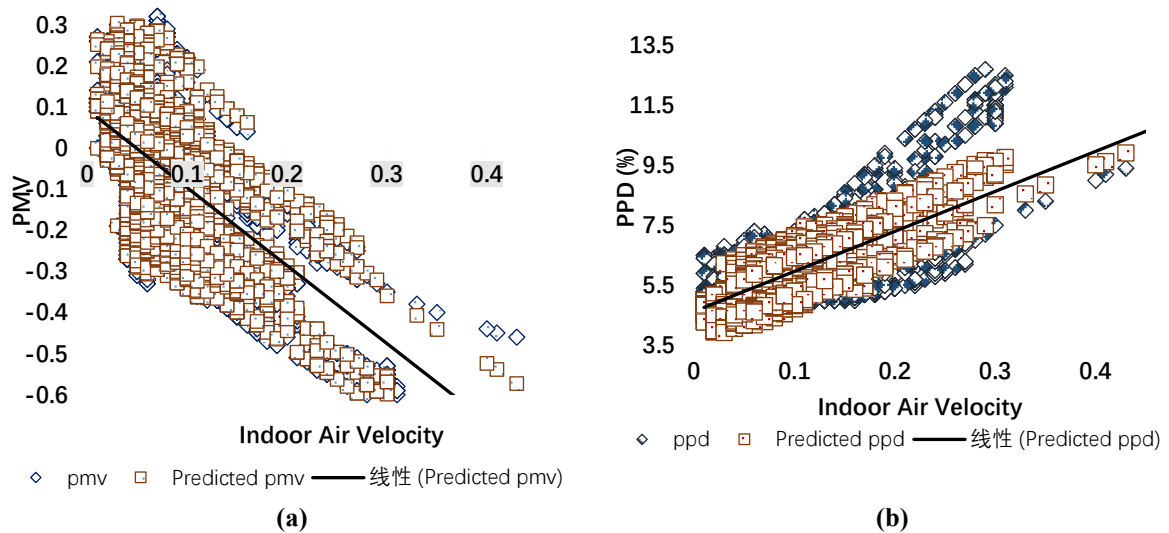 0.3
0.2
0.1
0
-0.1
-0.2
-0.3
-0.4
-0.5
-0.6
PMV
0 0.1 0.2 0.3 0.4
Indoor Air Velocity
pmv Predicted pmv 线性 (Predicted pmv)
(a)
13.5
11.5
9.5
7.5
5.5
3.5
PPD (%)
0 0.1 0.2 0.3 0.4
Indoor Air Velocity
ppd Predicted ppd 线性 (Predicted ppd)
(b)